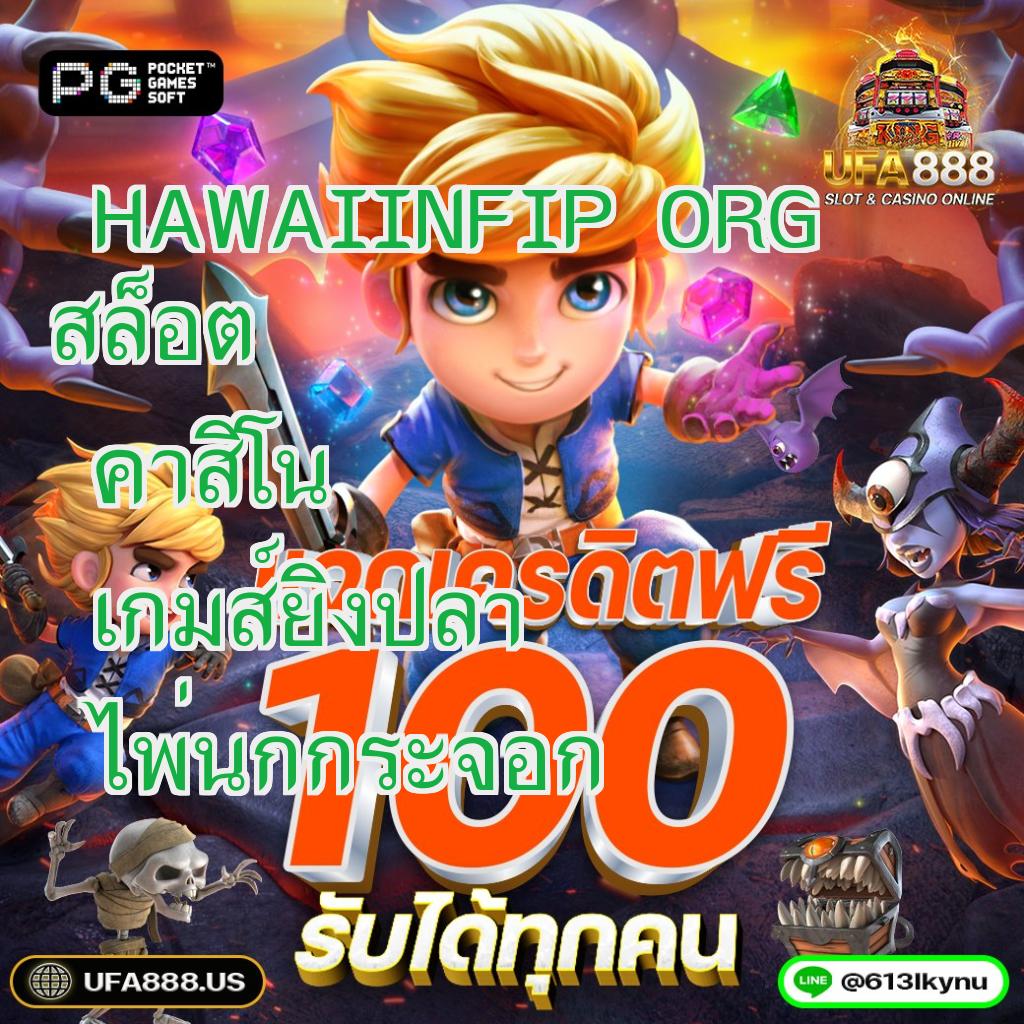 PG POCKET GAMES SOFT™
UFA888
SLOT & CASINO ONLINE
HAWAIINFIP ORG
สล็อต
คาสิโน
เครดิตฟรี
เกมส์ยิงปลา
100
ไพ่นกกระจอก
รับได้ทุกคน
UFA888.US
LINE @613lkynu